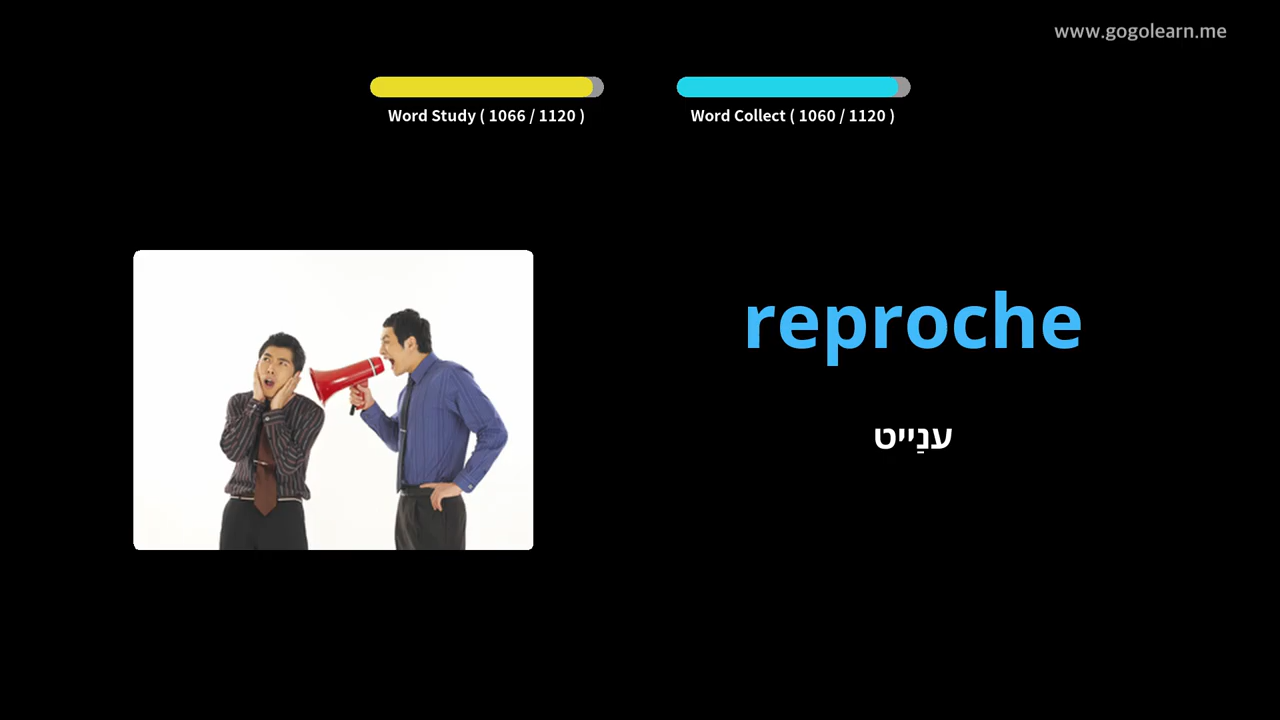 www.gogolearn.me
Word Study ( 1066 / 1120 )
Word Collect ( 1060 / 1120 )
reproche
ענַייט